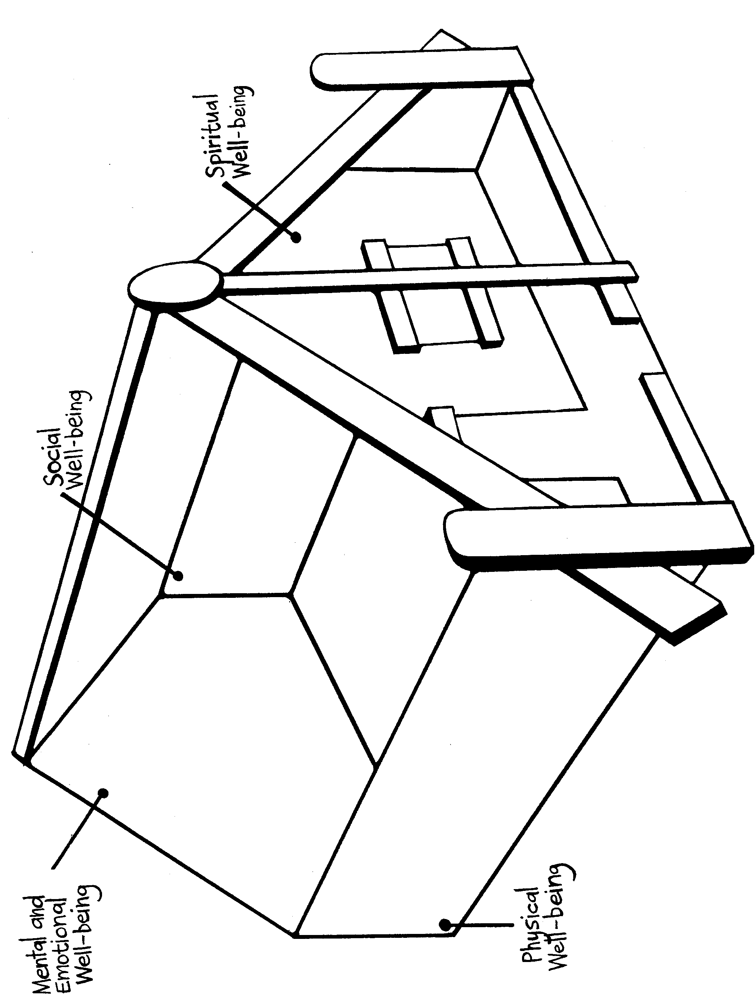 Mental and
Emotional
Well-being
Social
Well-being
Spiritual
Well-being
Physical
Well-being